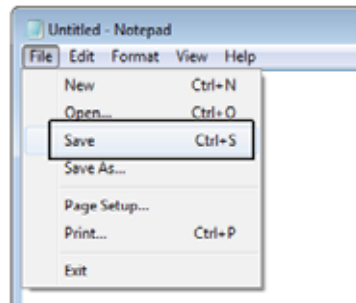 Untitled - Notepad
File Edit Format View Help
New Ctrl+N
Open... Ctrl+O
Save Ctrl+S
Save As...
Page Setup...
Print... Ctrl+P
Exit